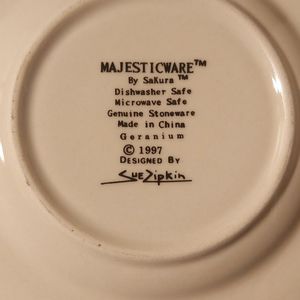 MAJESTICWARE™
By Sakura™
Dishwasher Safe
Microwave Safe
Genuine Stoneware
Made in China
Geranium
© 1997
DESIGNED BY
Sue Zipkin